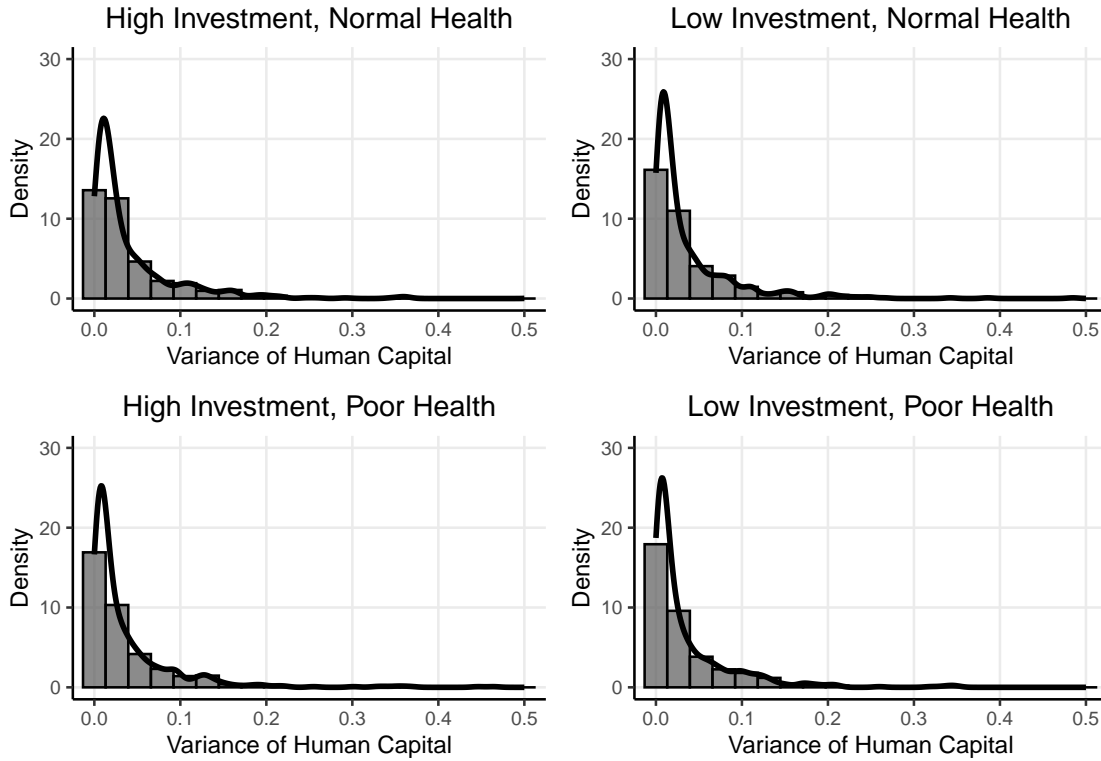 High Investment, Normal Health
Density
30
20
10
0
0.0 0.1 0.2 0.3 0.4 0.5
Variance of Human Capital
Low Investment, Normal Health
Density
30
20
10
0
0.0 0.1 0.2 0.3 0.4 0.5
Variance of Human Capital
High Investment, Poor Health
Density
30
20
10
0
0.0 0.1 0.2 0.3 0.4 0.5
Variance of Human Capital
Low Investment, Poor Health
Density
30
20
10
0
0.0 0.1 0.2 0.3 0.4 0.5
Variance of Human Capital